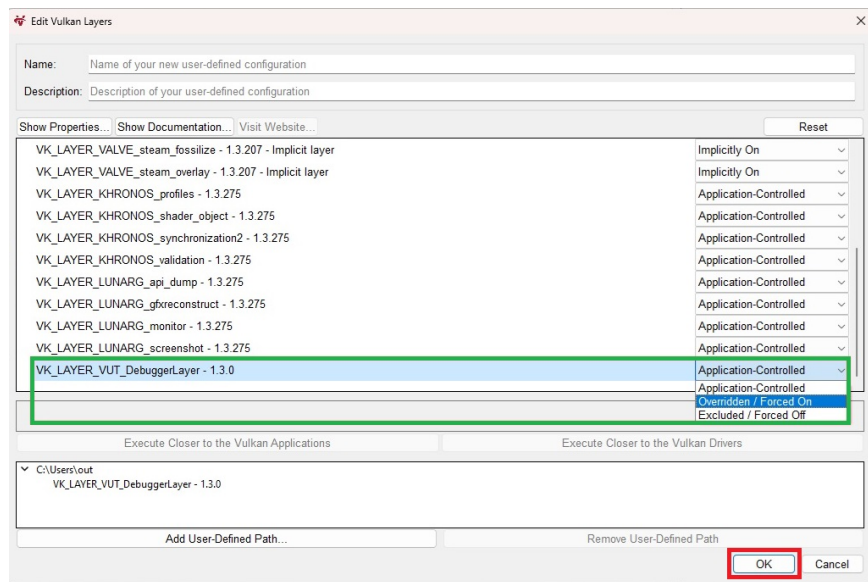 Edit Vulkan Layers
Name: Name of your new user-defined configuration
Description: Description of your user-defined configuration
Show Properties... Show Documentation... Visit Website... Reset
VK_LAYER_VALVE_steam_fossilize - 1.3.207 - Implicit layer Implicitly On
VK_LAYER_VALVE_steam_overlay - 1.3.207 - Implicit layer Implicitly On
VK_LAYER_KHRONOS_profiles - 1.3.275 Application-Controlled
VK_LAYER_KHRONOS_shader_object - 1.3.275 Application-Controlled
VK_LAYER_KHRONOS_synchronization2 - 1.3.275 Application-Controlled
VK_LAYER_KHRONOS_validation - 1.3.275 Application-Controlled
VK_LAYER_LUNARG_api_dump - 1.3.275 Application-Controlled
VK_LAYER_LUNARG_gfxreconstruct - 1.3.275 Application-Controlled
VK_LAYER_LUNARG_monitor - 1.3.275 Application-Controlled
VK_LAYER_LUNARG_screenshot - 1.3.275 Application-Controlled
VK_LAYER_VUT_DebuggerLayer - 1.3.0 Application-Controlled
Application-Controlled
Overridden / Forced On
Excluded / Forced Off
Execute Closer to the Vulkan Applications Execute Closer to the Vulkan Drivers
C:\Users\out
VK_LAYER_VUT_DebuggerLayer - 1.3.0
Add User-Defined Path... Remove User-Defined Path
OK Cancel